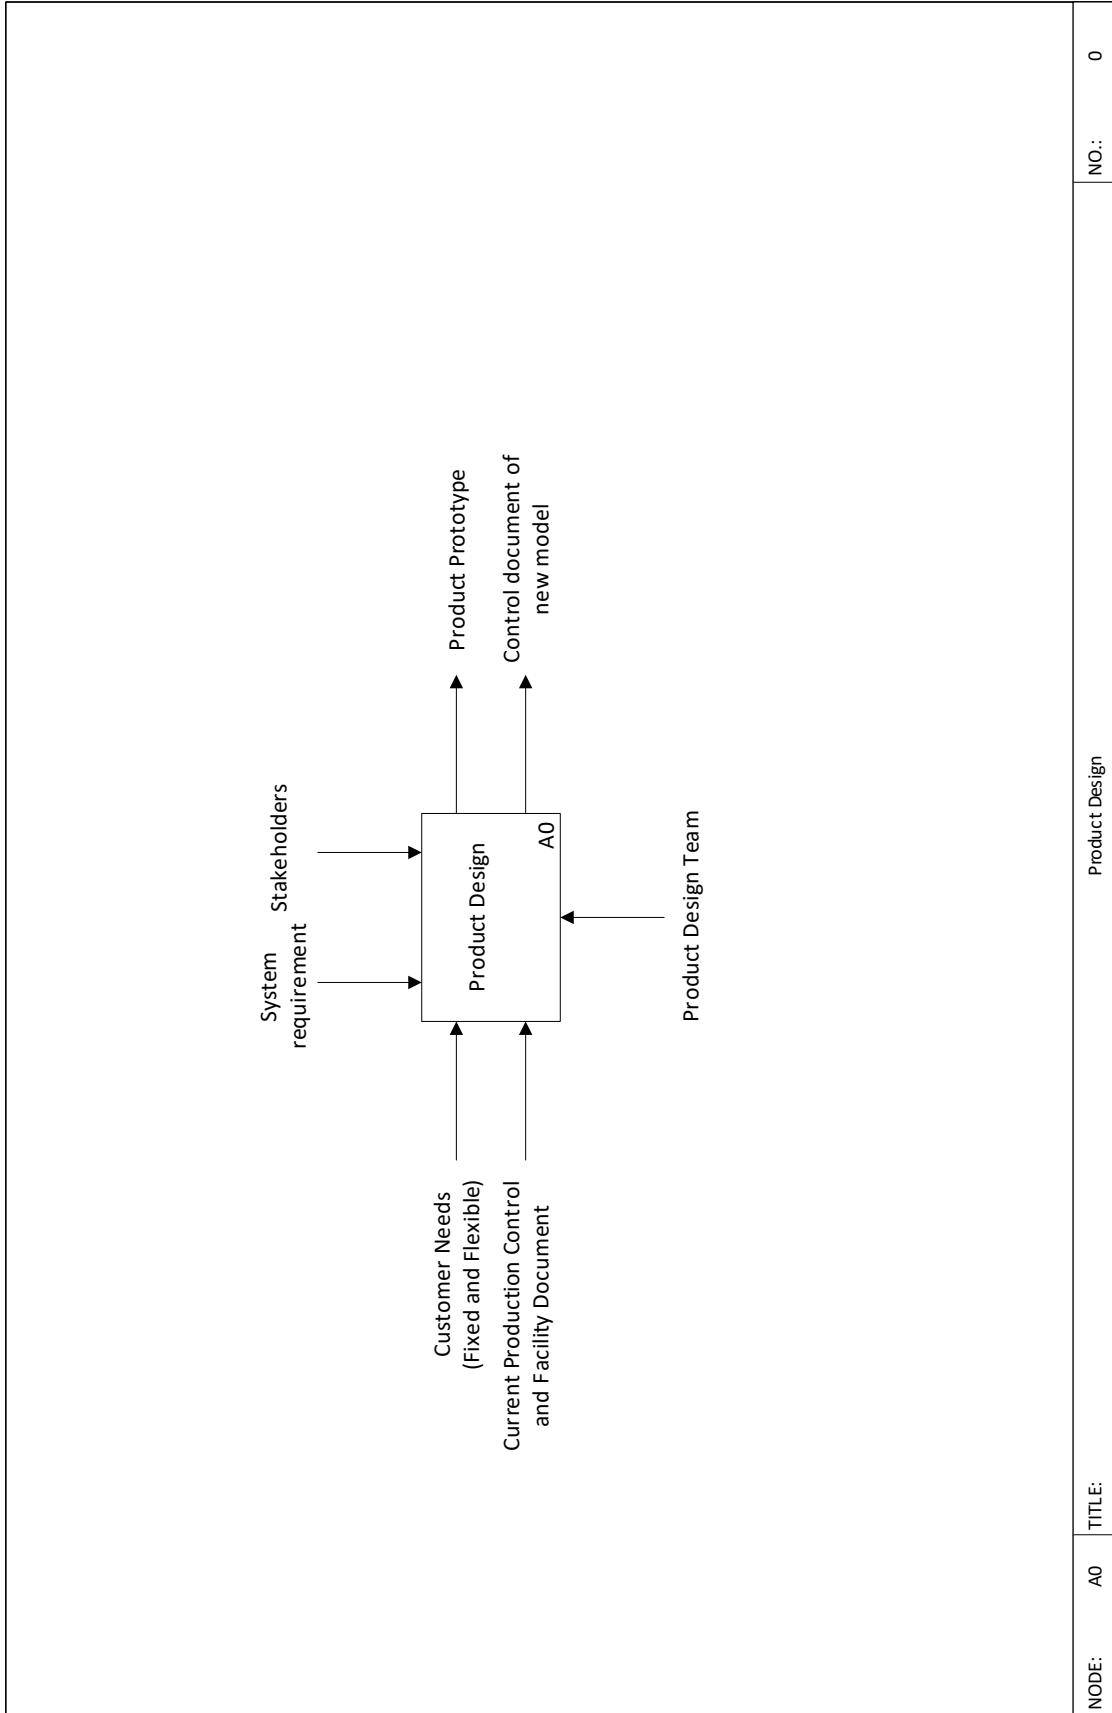 System
requirement
Stakeholders
Customer Needs
(Fixed and Flexible)
Current Production Control
and Facility Document
Product Design
A0
Product Prototype
Control document of
new model
Product Design Team
NODE: A0 TITLE: Product Design NO.: 0